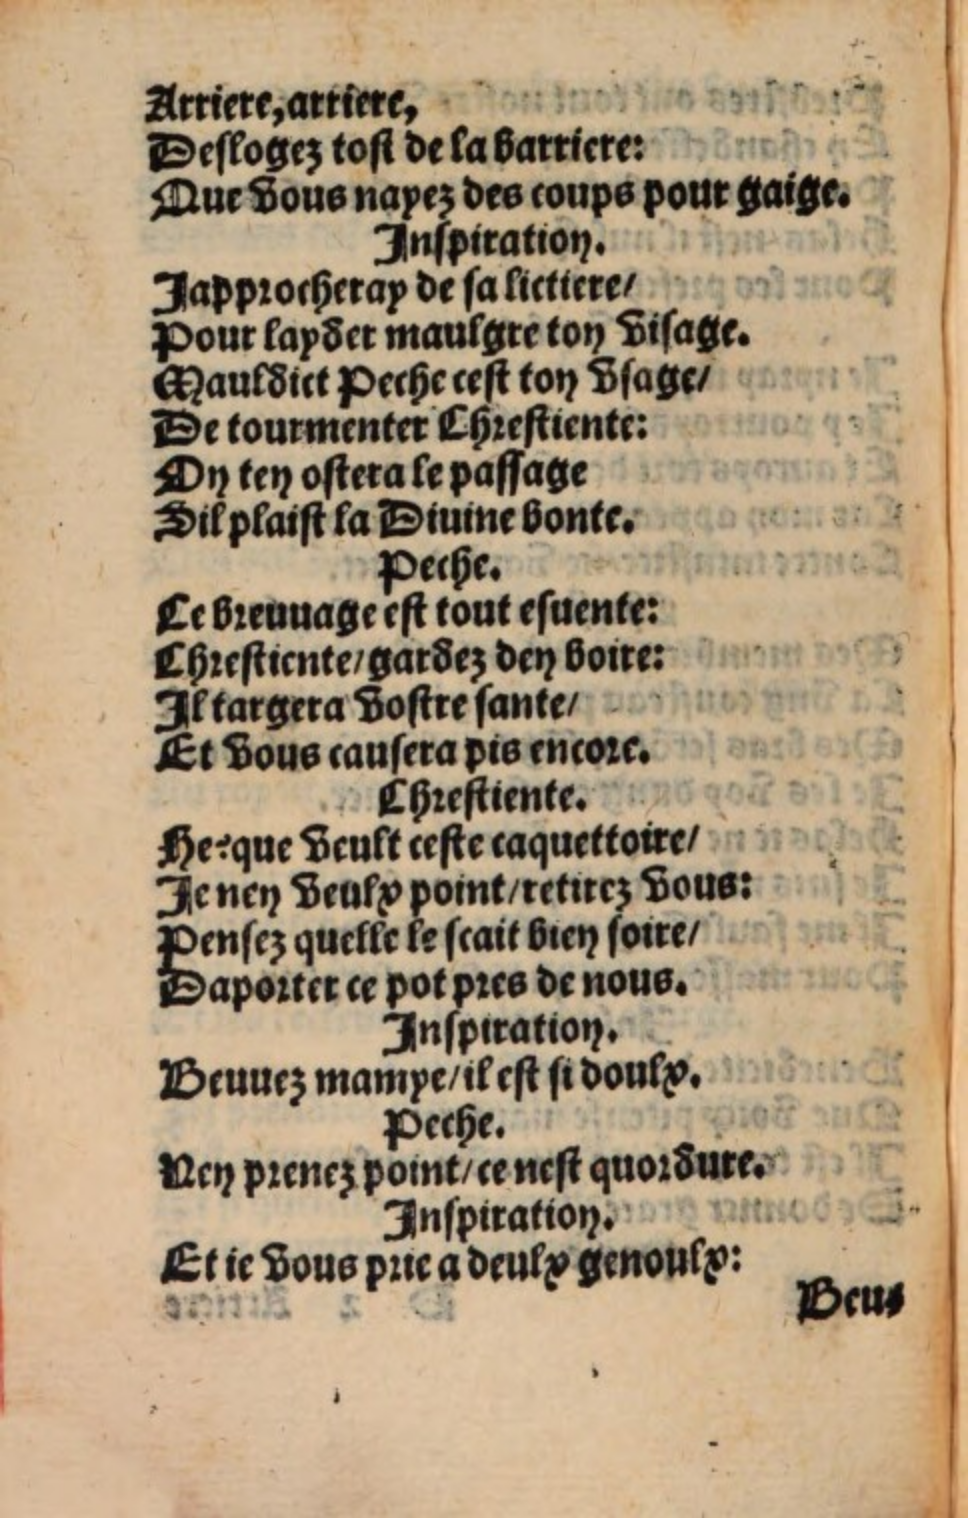 Arriere, arriere,
Deslogez tost de la barriere:
Que vous nayez des coups pour gaige.
Inspiration.
Japprocheray de sa lictiere/
Pour layder maulgre ton visage.
Mauldict Peche cest ton vsage/
De tourmenter Chrestiente:
On ten ostera le passage
Sil plaist la Diuine bonte.
Peche.
Ce breuuage est tout esuente:
Chrestiente/gardez den boire:
Il targera vostre sante/
Et vous causera pis encore.
Chrestiente.
He?que veult ceste caquettoire/
Je nen veulx point/retirez vous:
Pensez quelle le scait bien foire/
Daporter ce pot pres de nous.
Inspiration.
Beuuez mamye/il est si doulx.
Peche.
Nen prenez point/ce nest quordure.
Inspiration.
Et ie vous prie a deulx genoulx:
Beu-